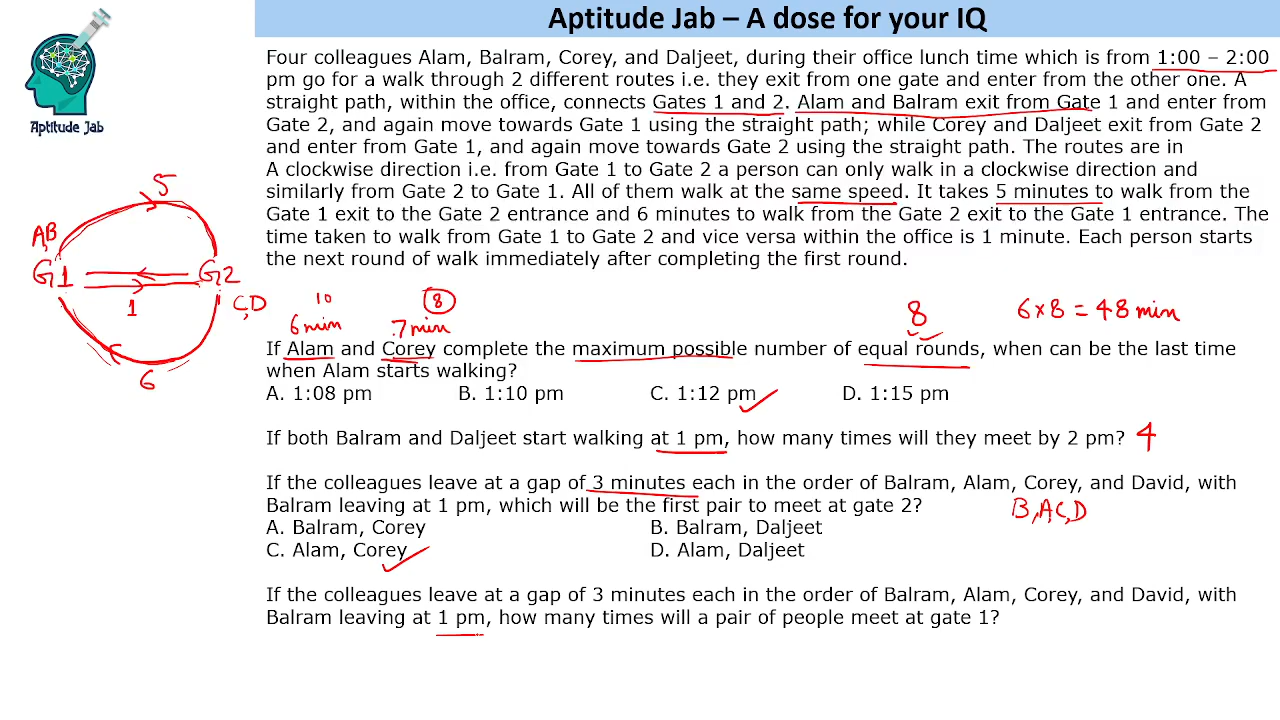 Aptitude Jab – A dose for your IQ
Aptitude Jab
Four colleagues Alam, Balram, Corey, and Daljeet, during their office lunch time which is from 1:00 – 2:00
pm go for a walk through 2 different routes i.e. they exit from one gate and enter from the other one. A
straight path, within the office, connects Gates 1 and 2. Alam and Balram exit from Gate 1 and enter from
Gate 2, and again move towards Gate 1 using the straight path; while Corey and Daljeet exit from Gate 2
and enter from Gate 1, and again move towards Gate 2 using the straight path. The routes are in
A clockwise direction i.e. from Gate 1 to Gate 2 a person can only walk in a clockwise direction and
similarly from Gate 2 to Gate 1. All of them walk at the same speed. It takes 5 minutes to walk from the
Gate 1 exit to the Gate 2 entrance and 6 minutes to walk from the Gate 2 exit to the Gate 1 entrance. The
time taken to walk from Gate 1 to Gate 2 and vice versa within the office is 1 minute. Each person starts
the next round of walk immediately after completing the first round.
5
A,B
G1 G2
1 C,D
6
10 8
6 min 7 min 8 6 x 8 = 48 min
If Alam and Corey complete the maximum possible number of equal rounds, when can be the last time
when Alam starts walking?
A. 1:08 pm B. 1:10 pm C. 1:12 pm D. 1:15 pm
If both Balram and Daljeet start walking at 1 pm, how many times will they meet by 2 pm? 4
If the colleagues leave at a gap of 3 minutes each in the order of Balram, Alam, Corey, and David, with
Balram leaving at 1 pm, which will be the first pair to meet at gate 2? B, A, C, D
A. Balram, Corey B. Balram, Daljeet
C. Alam, Corey D. Alam, Daljeet
If the colleagues leave at a gap of 3 minutes each in the order of Balram, Alam, Corey, and David, with
Balram leaving at 1 pm, how many times will a pair of people meet at gate 1?